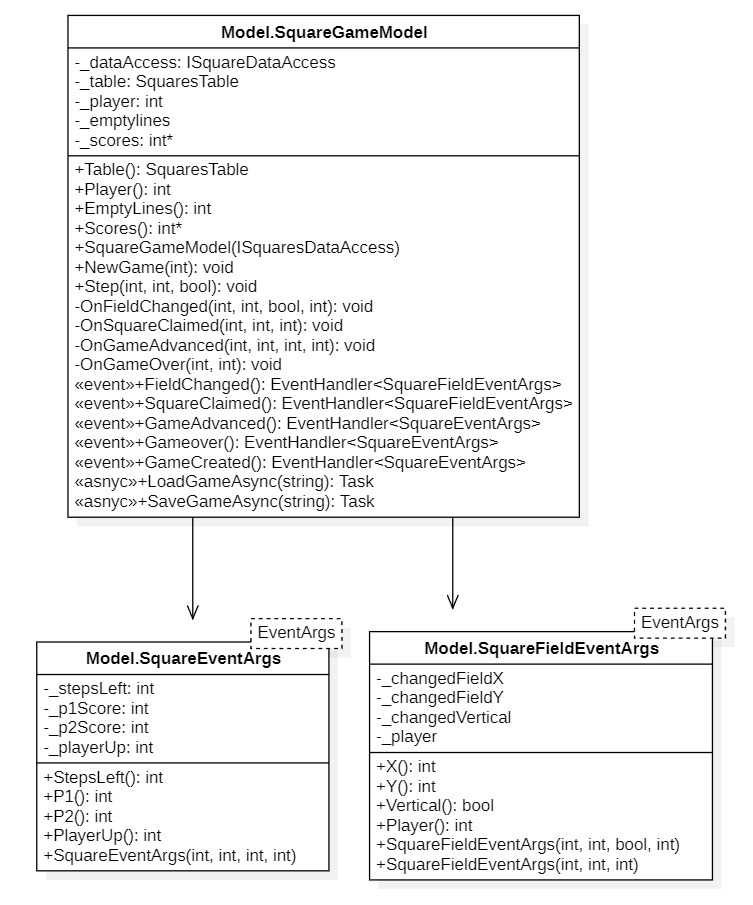 Model.SquareGameModel
-_dataAccess: ISquareDataAccess
-_table: SquaresTable
-_player: int
-_emptylines
-_scores: int*
+Table(): SquaresTable
+Player(): int
+EmptyLines(): int
+Scores(): int*
+SquareGameModel(ISquaresDataAccess)
+NewGame(int): void
+Step(int, int, bool): void
-OnFieldChanged(int, int, bool, int): void
-OnSquareClaimed(int, int, int): void
-OnGameAdvanced(int, int, int, int): void
-OnGameOver(int, int): void
«event»+FieldChanged(): EventHandler<SquareFieldEventArgs>
«event»+SquareClaimed(): EventHandler<SquareFieldEventArgs>
«event»+GameAdvanced(): EventHandler<SquareEventArgs>
«event»+Gameover(): EventHandler<SquareEventArgs>
«event»+GameCreated(): EventHandler<SquareEventArgs>
«asnyc»+LoadGameAsync(string): Task
«asnyc»+SaveGameAsync(string): Task
EventArgs
Model.SquareEventArgs
-_stepsLeft: int
-_p1Score: int
-_p2Score: int
-_playerUp: int
+StepsLeft(): int
+P1(): int
+P2(): int
+PlayerUp(): int
+SquareEventArgs(int, int, int, int)
EventArgs
Model.SquareFieldEventArgs
-_changedFieldX
-_changedFieldY
-_changedVertical
-_player
+X(): int
+Y(): int
+Vertical(): bool
+Player(): int
+SquareFieldEventArgs(int, int, bool, int)
+SquareFieldEventArgs(int, int, int)